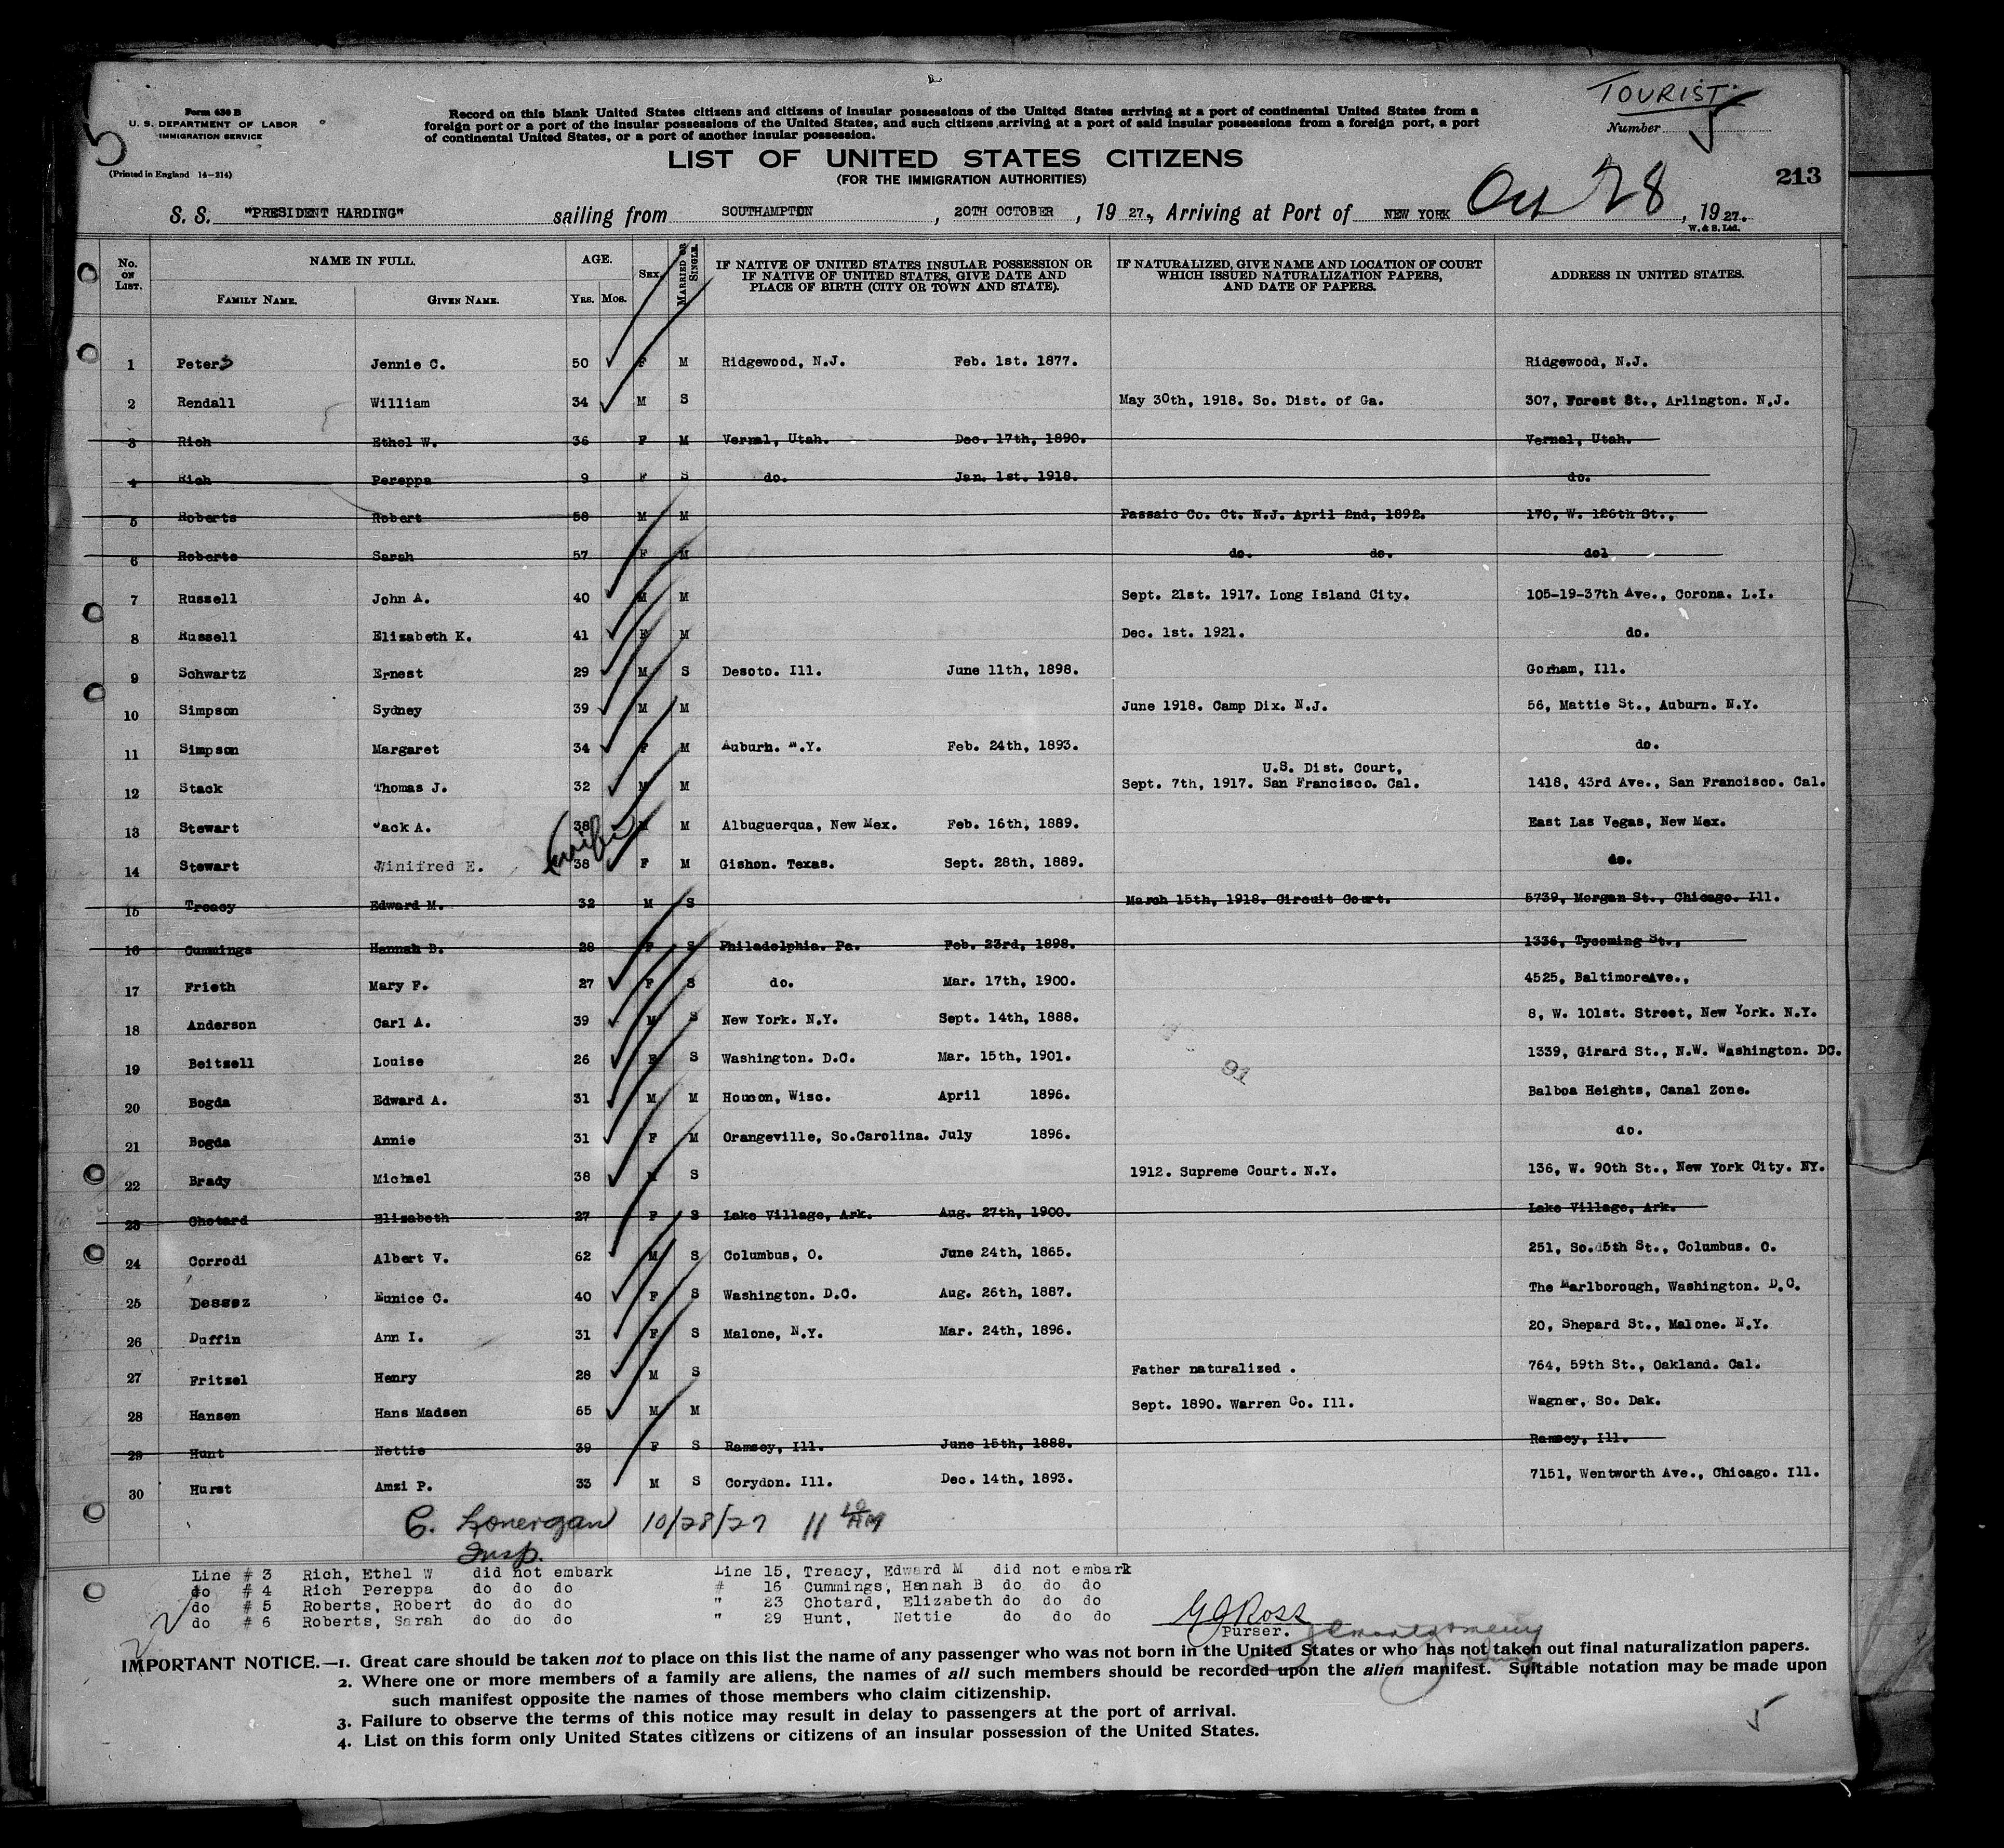 TOURIST
Form 630 B
U. S. DEPARTMENT OF LABOR
IMMIGRATION SERVICE
(Printed in England 14—214)
5
Record on this blank United States citizens and citizens of insular possessions of the United States arriving at a port of continental United States from a
foreign port or a port of the insular possessions of the United States, and such citizens arriving at a port of said insular possessions from a foreign port, a port
of continental United States, or a port of another insular possession.
Number 5
LIST OF UNITED STATES CITIZENS
(FOR THE IMMIGRATION AUTHORITIES)
213
S. S. "PRESIDENT HARDING" sailing from SOUTHAMPTON, 20TH OCTOBER, 19 27., Arriving at Port of NEW YORK Oct 28, 19 27.
W. & S. Ltd.
No. ON LIST. NAME IN FULL. AGE. SEX. MARRIED OR SINGLE. IF NATIVE OF UNITED STATES INSULAR POSSESSION OR IF NATIVE OF UNITED STATES, GIVE DATE AND PLACE OF BIRTH (CITY OR TOWN AND STATE). IF NATURALIZED, GIVE NAME AND LOCATION OF COURT WHICH ISSUED NATURALIZATION PAPERS, AND DATE OF PAPERS. ADDRESS IN UNITED STATES.
FAMILY NAME. GIVEN NAME. YRS. MOS.
1 Peters Jennie C. 50 F M Ridgewood, N.J. Feb. 1st. 1877. Ridgewood, N.J.
2 Rendall William 34 M S May 30th, 1918. So. Dist. of Ga. 307, Forest St., Arlington. N.J.
3 Rich Ethel W. 36 F M Vernal, Utah. Dec. 17th, 1890. Vernal, Utah.
4 Rich Pereppa 9 F S do. Jan. 1st. 1918. do.
5 Roberts Robert 58 M M Passaic Co. Ct. N.J. April 2nd, 1892. 170, W. 126th St.,
6 Roberts Sarah 57 F M do. do. do1
7 Russell John A. 40 M M Sept. 21st. 1917. Long Island City. 105-19-37th Ave., Corona. L.I.
8 Russell Elizabeth K. 41 F M Dec. 1st. 1921. do.
9 Schwartz Ernest 29 M S Desoto. Ill. June 11th, 1898. Gorham, Ill.
10 Simpson Sydney 39 M M June 1918. Camp Dix. N.J. 56, Mattie St., Auburn. N.Y.
11 Simpson Margaret 34 F M Auburn. N.Y. Feb. 24th, 1893. do.
U.S. Dist. Court,
12 Stack Thomas J. 32 M M Sept. 7th, 1917. San Francisco. Cal. 1418, 43rd Ave., San Francisco. Cal.
13 Stewart Jack A. 38 M M Albuguerqua, New Mex. Feb. 16th, 1889. East Las Vegas, New Mex.
14 Stewart Winifred E. wife 38 F M Gishon. Texas. Sept. 28th, 1889. do.
15 Treacy Edward M. 32 M S March 15th, 1918. Circuit Court. 5739, Morgan St., Chicago. Ill.
16 Cummings Hannah B. 28 F S Philadelphia. Pa. Feb. 23rd, 1898. 1336, Tycoming St.,
17 Frieth Mary F. 27 F S do. Mar. 17th, 1900. 4525, BaltimoreAve.,
18 Anderson Carl A. 39 M S New York. N.Y. Sept. 14th, 1888. 8, W. 101st. Street, New York. N.Y.
19 Beitzell Louise 26 F S Washington. D.C. Mar. 15th, 1901. 1339, Girard St., N.W. Washington. DC.
20 Bogda Edward A. 31 M M Houson, Wisc. April 1896. Balboa Heights, Canal Zone.
21 Bogda Annie 31 F M Orangeville, So.Carolina. July 1896. do.
22 Brady Michael 38 M S 1912. Supreme Court. N.Y. 136, W. 90th St., New York City. NY.
23 Chotard Elizabeth 27 F S Lake Village, Ark. Aug. 27th, 1900. Lake Village, Ark.
24 Corrodi Albert V. 62 M S Columbus, O. June 24th, 1865. 251, So. 5th St., Columbus. O.
25 Dessez Eunice C. 40 F S Washington. D.C. Aug. 26th, 1887. The Marlborough, Washington. D.C.
26 Duffin Ann I. 31 F S Malone, N.Y. Mar. 24th, 1896. 20, Shepard St., Malone. N.Y.
27 Fritzel Henry 28 M S Father naturalized . 764, 59th St., Oakland. Cal.
28 Hansen Hans Madsen 65 M M Sept. 1890. Warren Co. Ill. Wagner, So. Dak.
29 Hunt Nettie 39 F S Ramsey, Ill. June 15th, 1888. Ramsey, Ill.
30 Hurst Amzi P. 33 M S Corydon. Ill. Dec. 14th, 1893. 7151, Wentworth Ave., Chicago. Ill.
C. Lonergan 10/28/27 11 10 AM
Insp.
Line # 3 Rich, Ethel W did not embark Line 15, Treacy, Edward M did not embark
do # 4 Rich Pereppa do do do # 16 Cummings, Hannah B do do do
do # 5 Roberts, Robert do do do " 23 Chotard, Elizabeth do do do
do # 6 Roberts, Sarah do do do " 29 Hunt, Nettie do do do
G J Ross
Purser.
IMPORTANT NOTICE.—1. Great care should be taken not to place on this list the name of any passenger who was not born in the United States or who has not taken out final naturalization papers.
2. Where one or more members of a family are aliens, the names of all such members should be recorded upon the alien manifest. Suitable notation may be made upon
such manifest opposite the names of those members who claim citizenship.
3. Failure to observe the terms of this notice may result in delay to passengers at the port of arrival.
4. List on this form only United States citizens or citizens of an insular possession of the United States.